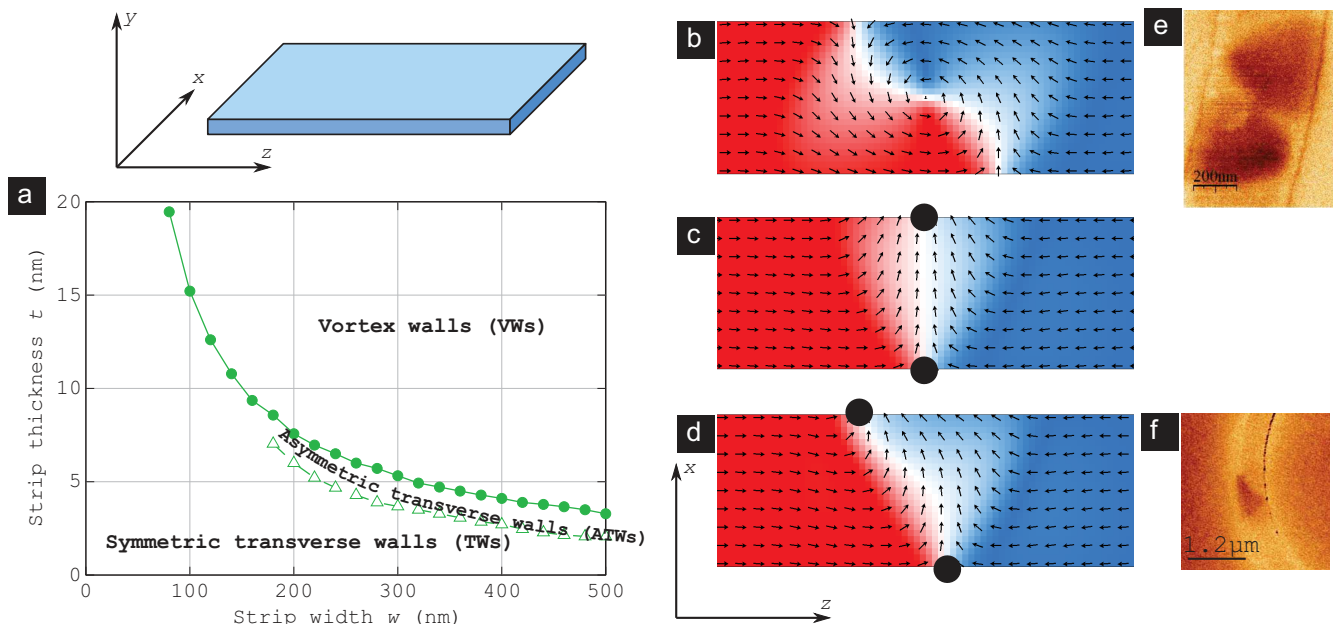 y
x
z
a
20
15
10
5
0
Strip thickness t (nm)
Vortex walls (VWs)
Asymmetric transverse walls (ATWs)
Symmetric transverse walls (TWs)
0 100 200 300 400 500
Strip width w (nm)
b
c
d
x
z
e
200nm
f
1.2µm